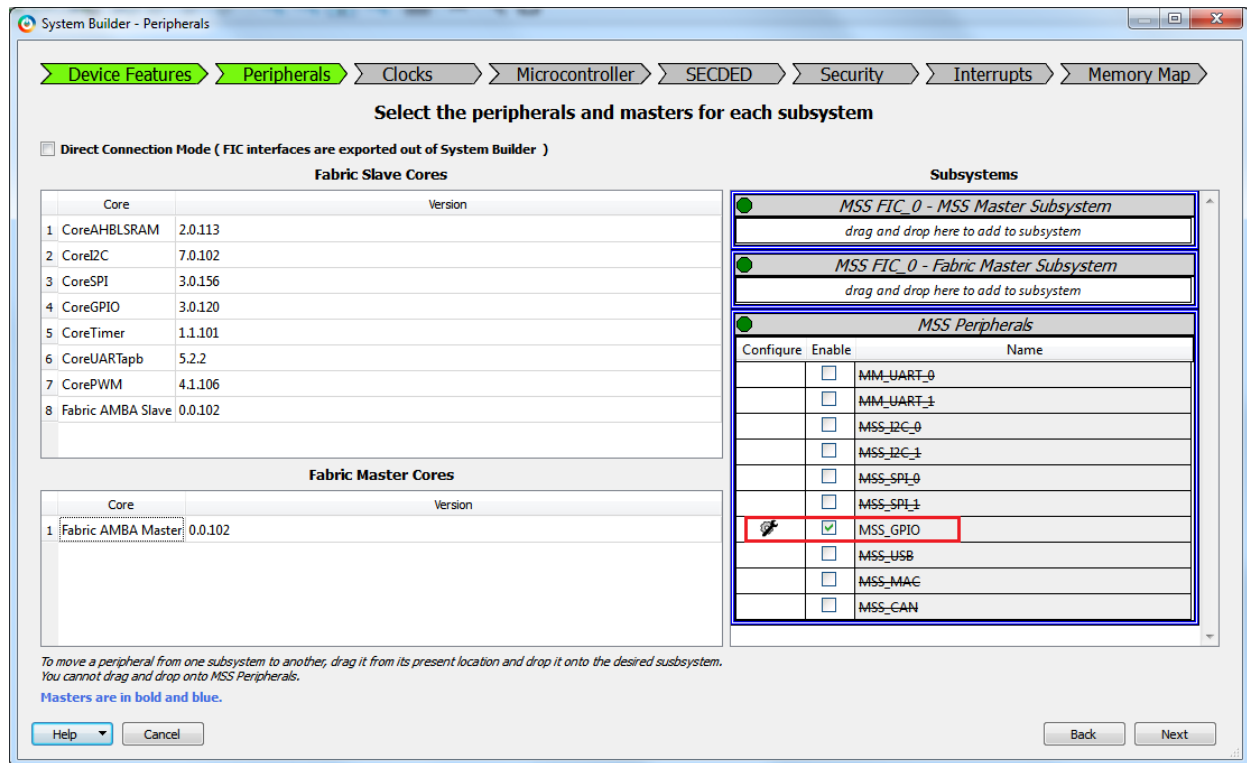 System Builder - Peripherals
Device Features
Peripherals
Clocks
Microcontroller
SECDED
Security
Interrupts
Memory Map
Select the peripherals and masters for each subsystem
Direct Connection Mode ( FIC interfaces are exported out of System Builder )
Fabric Slave Cores
Core Version
1 CoreAHBLSRAM 2.0.113
2 CoreI2C 7.0.102
3 CoreSPI 3.0.156
4 CoreGPIO 3.0.120
5 CoreTimer 1.1.101
6 CoreUARTapb 5.2.2
7 CorePWM 4.1.106
8 Fabric AMBA Slave 0.0.102
Fabric Master Cores
Core Version
1 Fabric AMBA Master 0.0.102
Subsystems
MSS FIC_0 - MSS Master Subsystem
drag and drop here to add to subsystem
MSS FIC_0 - Fabric Master Subsystem
drag and drop here to add to subsystem
MSS Peripherals
Configure Enable Name
MM_UART_0
MM_UART_1
MSS_I2C_0
MSS_I2C_1
MSS_SPI_0
MSS_SPI_1
MSS_GPIO
MSS_USB
MSS_MAC
MSS_CAN
To move a peripheral from one subsystem to another, drag it from its present location and drop it onto the desired susbsystem.
You cannot drag and drop onto MSS Peripherals.
Masters are in bold and blue.
Help
Cancel
Back
Next